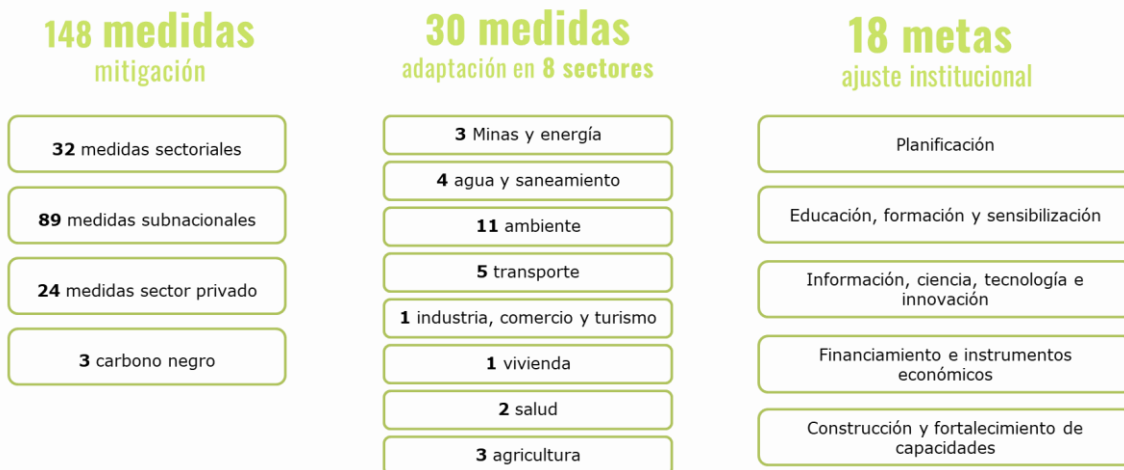 148 medidas
mitigación
32 medidas sectoriales
89 medidas subnacionales
24 medidas sector privado
3 carbono negro
30 medidas
adaptación en 8 sectores
3 Minas y energía
4 agua y saneamiento
11 ambiente
5 transporte
1 industria, comercio y turismo
1 vivienda
2 salud
3 agricultura
18 metas
ajuste institucional
Planificación
Educación, formación y sensibilización
Información, ciencia, tecnología e
innovación
Financiamiento e instrumentos
económicos
Construcción y fortalecimiento de
capacidades